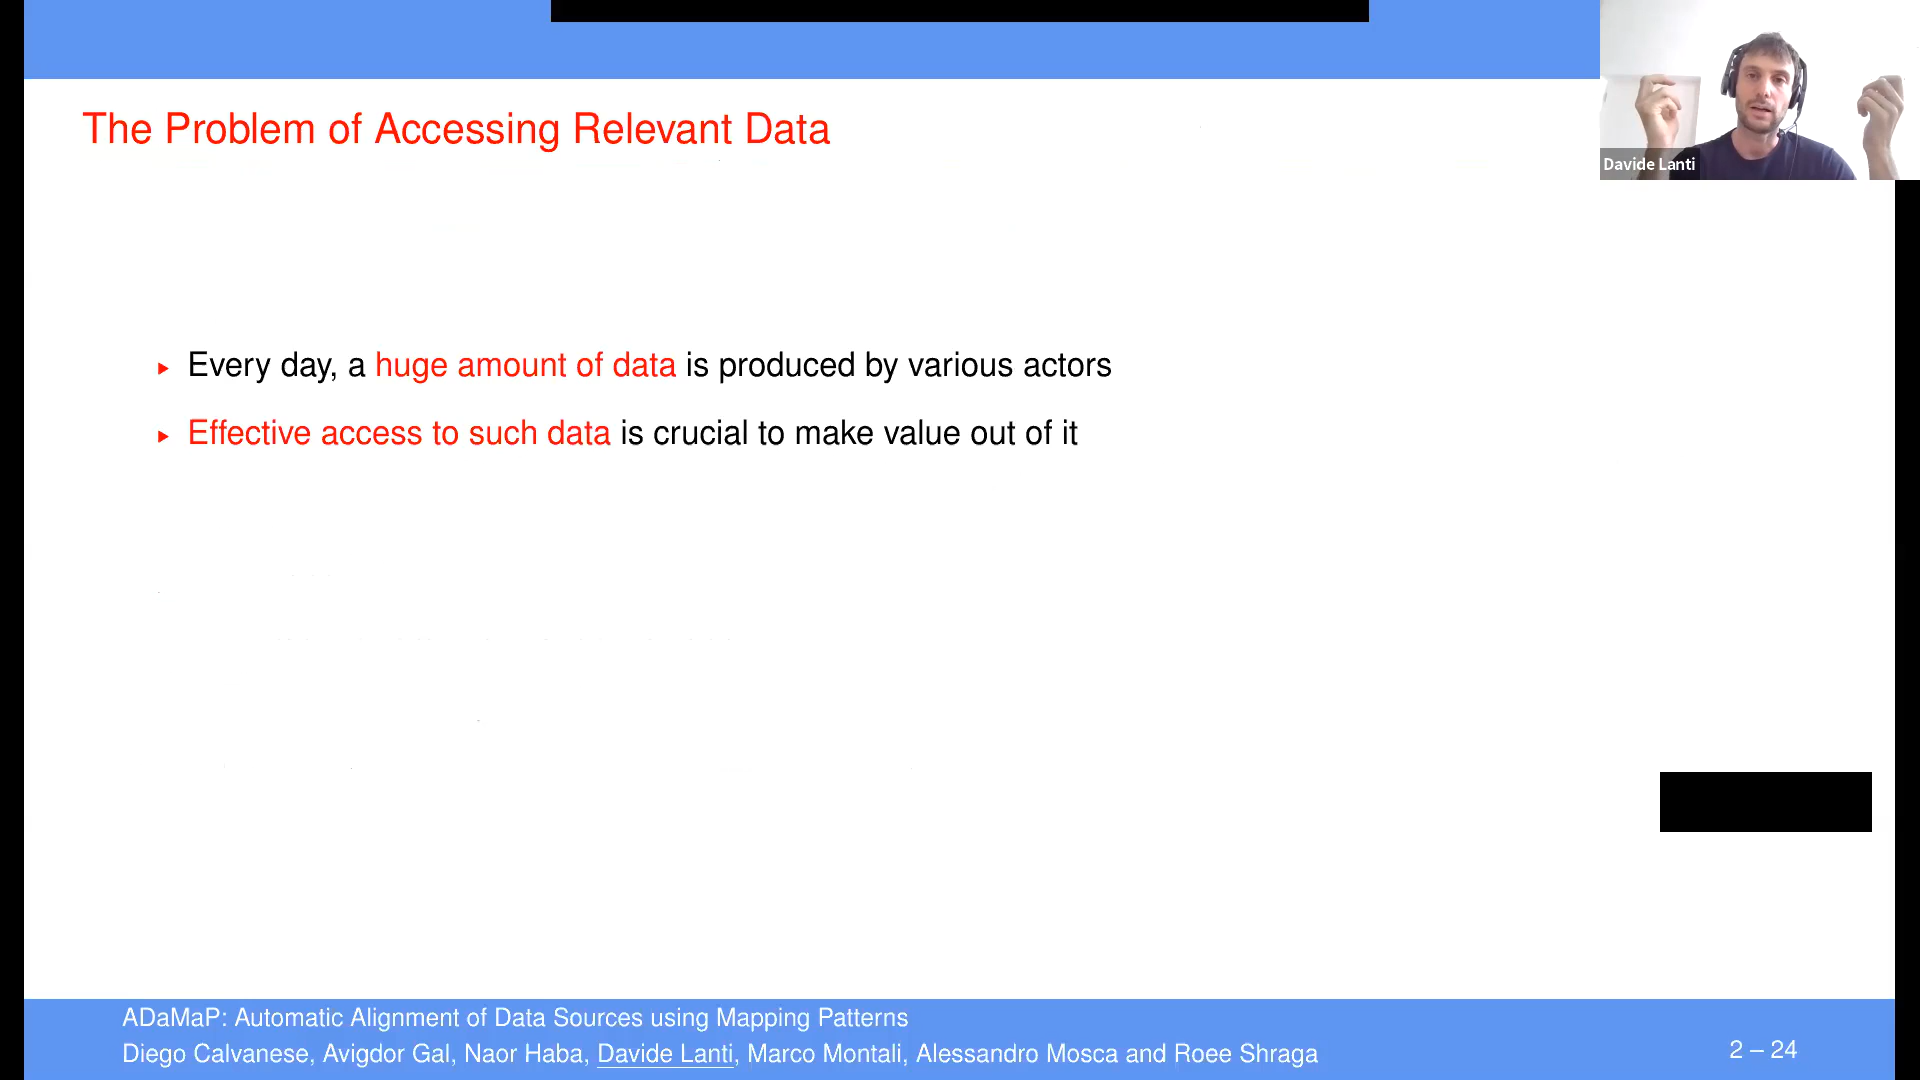 The Problem of Accessing Relevant Data
Davide Lanti
▸ Every day, a huge amount of data is produced by various actors
▸ Effective access to such data is crucial to make value out of it
ADaMaP: Automatic Alignment of Data Sources using Mapping Patterns
Diego Calvanese, Avigdor Gal, Naor Haba, Davide Lanti, Marco Montali, Alessandro Mosca and Roee Shraga
2 – 24